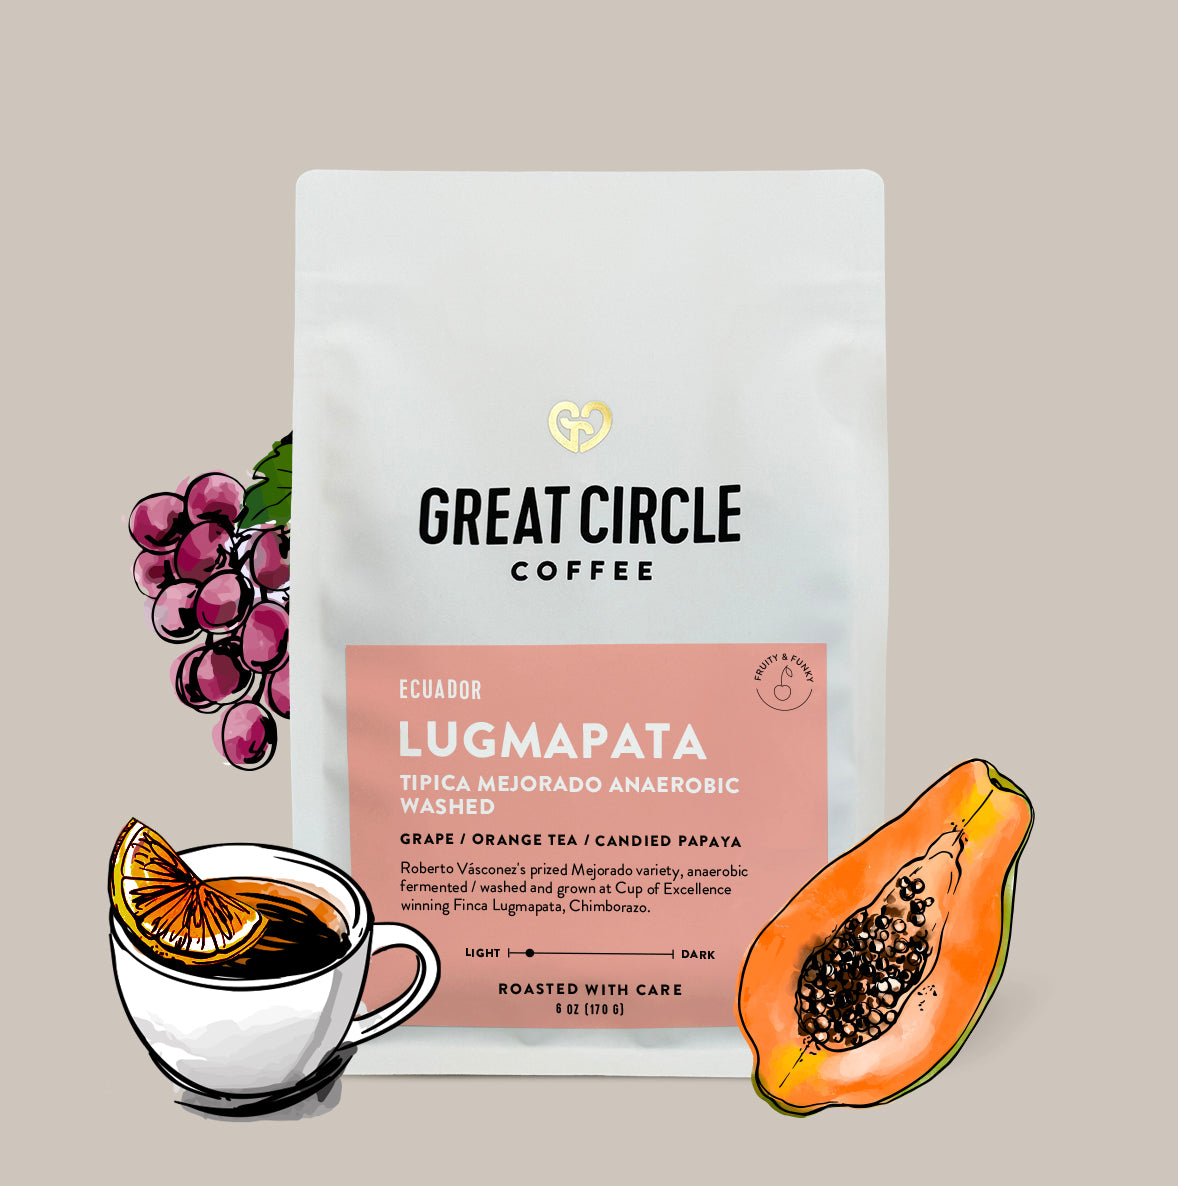 GREAT CIRCLE
COFFEE
FRUITY & FUNKY
ECUADOR
LUGMAPATA
TIPICA MEJORADO ANAEROBIC
WASHED
GRAPE / ORANGE TEA / CANDIED PAPAYA
Roberto Vásconez's prized Mejorado variety, anaerobic
fermented / washed and grown at Cup of Excellence
winning Finca Lugmapata, Chimborazo.
LIGHT DARK
ROASTED WITH CARE
6 OZ (170 G)